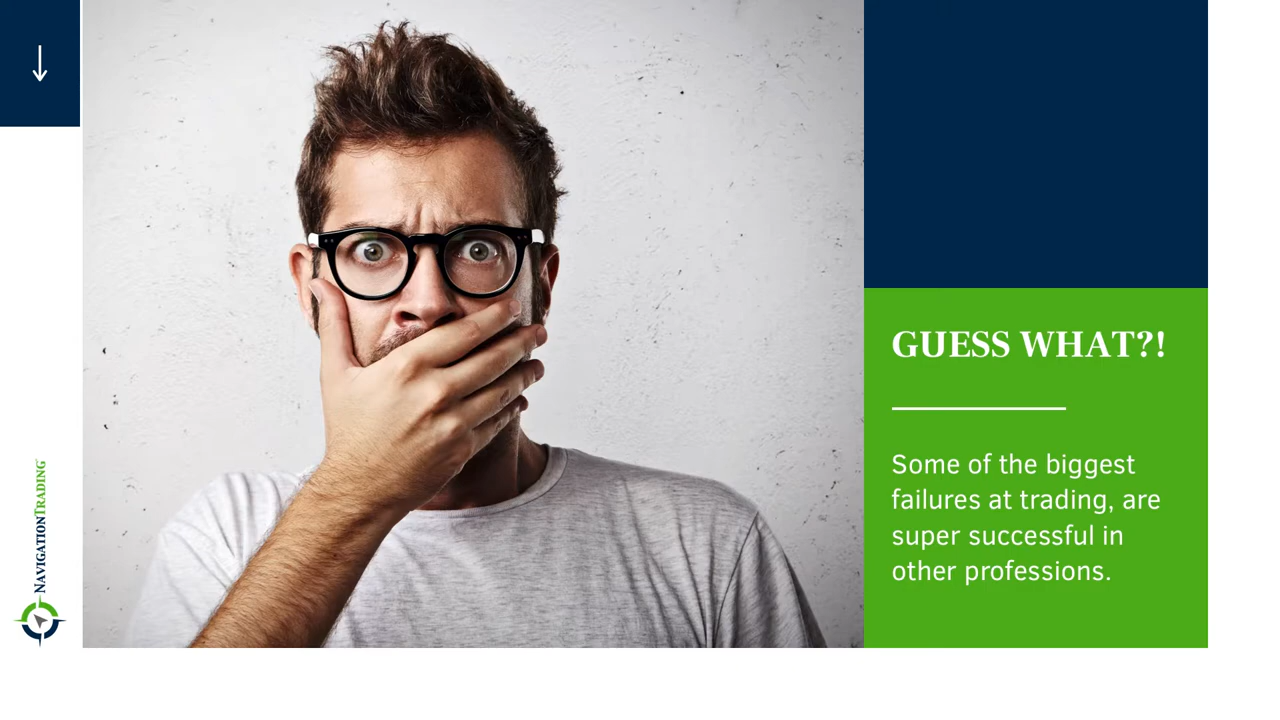 GUESS WHAT?!
Some of the biggest
failures at trading, are
super successful in
other professions.
NAVIGATIONTRADING